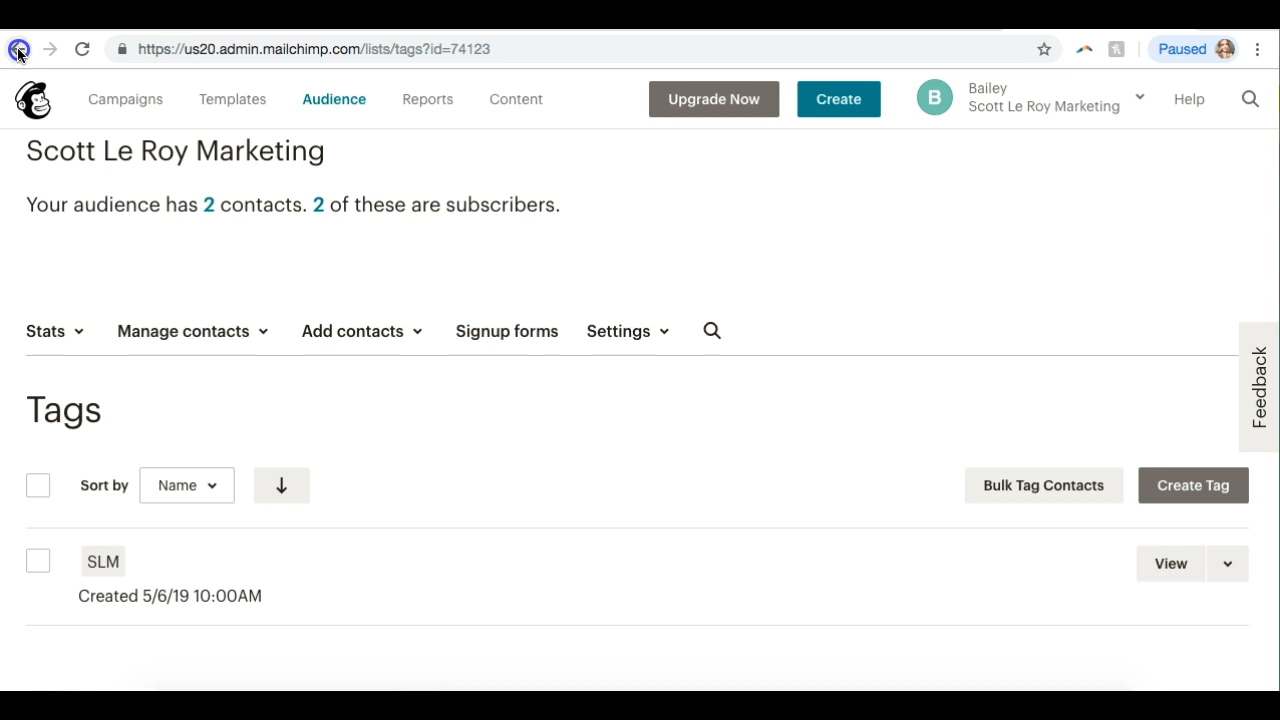 https://us20.admin.mailchimp.com/lists/tags?id=74123
Paused
Campaigns Templates Audience Reports Content Upgrade Now Create B Bailey Help
Scott Le Roy Marketing
Scott Le Roy Marketing
Your audience has 2 contacts. 2 of these are subscribers.
Stats Manage contacts Add contacts Signup forms Settings
Feedback
Tags
Sort by Name Bulk Tag Contacts Create Tag
SLM View
Created 5/6/19 10:00AM